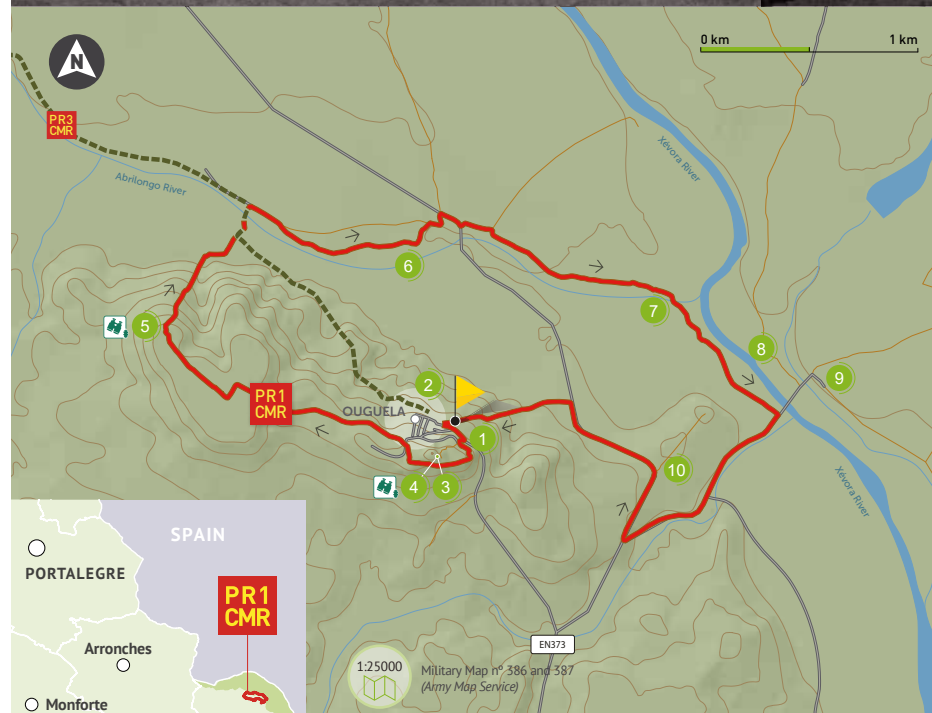 N
0 km
1 km
PR3
CMR
Abrilongo River
Xévora River
6
7
5
8
9
2
PR1
CMR
OUGUELA
1
10
4
3
Xévora River
SPAIN
PORTALEGRE
PR1
CMR
Arronches
Monforte
EN373
1:25000
Military Map nº 386 and 387
(Army Map Service)